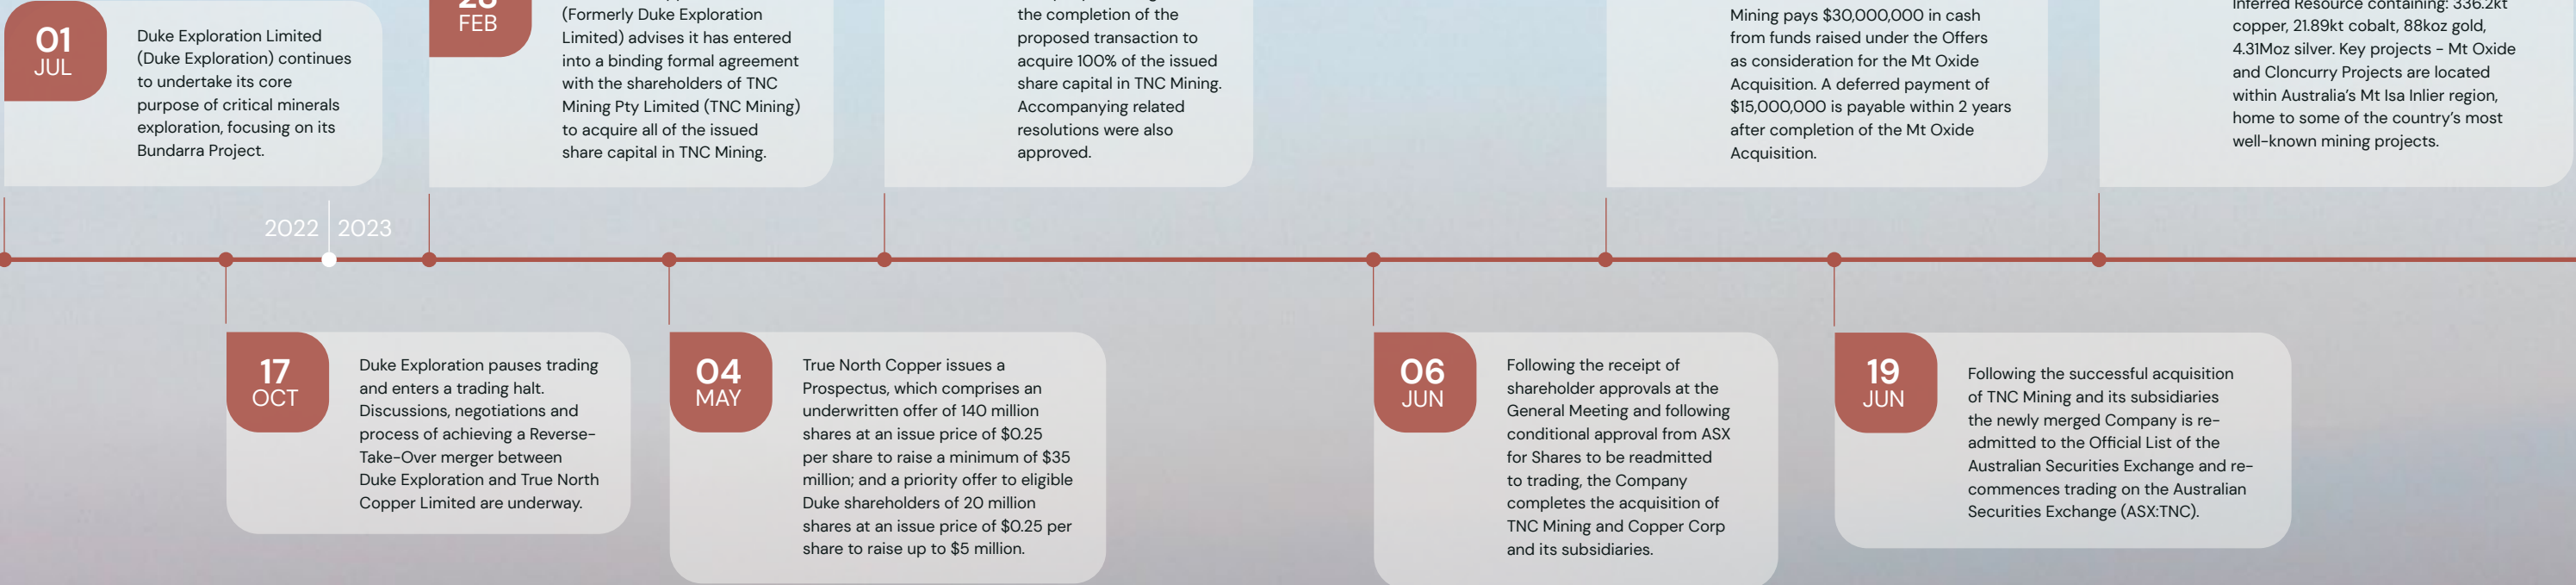 01
JUL
Duke Exploration Limited
(Duke Exploration) continues
to undertake its core
purpose of critical minerals
exploration, focusing on its
Bundarra Project.
28
FEB
(Formerly Duke Exploration
Limited) advises it has entered
into a binding formal agreement
with the shareholders of TNC
Mining Pty Limited (TNC Mining)
to acquire all of the issued
share capital in TNC Mining.
the completion of the
proposed transaction to
acquire 100% of the issued
share capital in TNC Mining.
Accompanying related
resolutions were also
approved.
Mining pays $30,000,000 in cash
from funds raised under the Offers
as consideration for the Mt Oxide
Acquisition. A deferred payment of
$15,000,000 is payable within 2 years
after completion of the Mt Oxide
Acquisition.
Inferred Resource containing: 336.2kt
copper, 21.89kt cobalt, 88koz gold,
4.31Moz silver. Key projects - Mt Oxide
and Cloncurry Projects are located
within Australia's Mt Isa Inlier region,
home to some of the country's most
well-known mining projects.
2022 2023
17
OCT
Duke Exploration pauses trading
and enters a trading halt.
Discussions, negotiations and
process of achieving a Reverse-
Take-Over merger between
Duke Exploration and True North
Copper Limited are underway.
04
MAY
True North Copper issues a
Prospectus, which comprises an
underwritten offer of 140 million
shares at an issue price of $0.25
per share to raise a minimum of $35
million; and a priority offer to eligible
Duke shareholders of 20 million
shares at an issue price of $0.25 per
share to raise up to $5 million.
06
JUN
Following the receipt of
shareholder approvals at the
General Meeting and following
conditional approval from ASX
for Shares to be readmitted
to trading, the Company
completes the acquisition of
TNC Mining and Copper Corp
and its subsidiaries.
19
JUN
Following the successful acquisition
of TNC Mining and its subsidiaries
the newly merged Company is re-
admitted to the Official List of the
Australian Securities Exchange and re-
commences trading on the Australian
Securities Exchange (ASX:TNC).